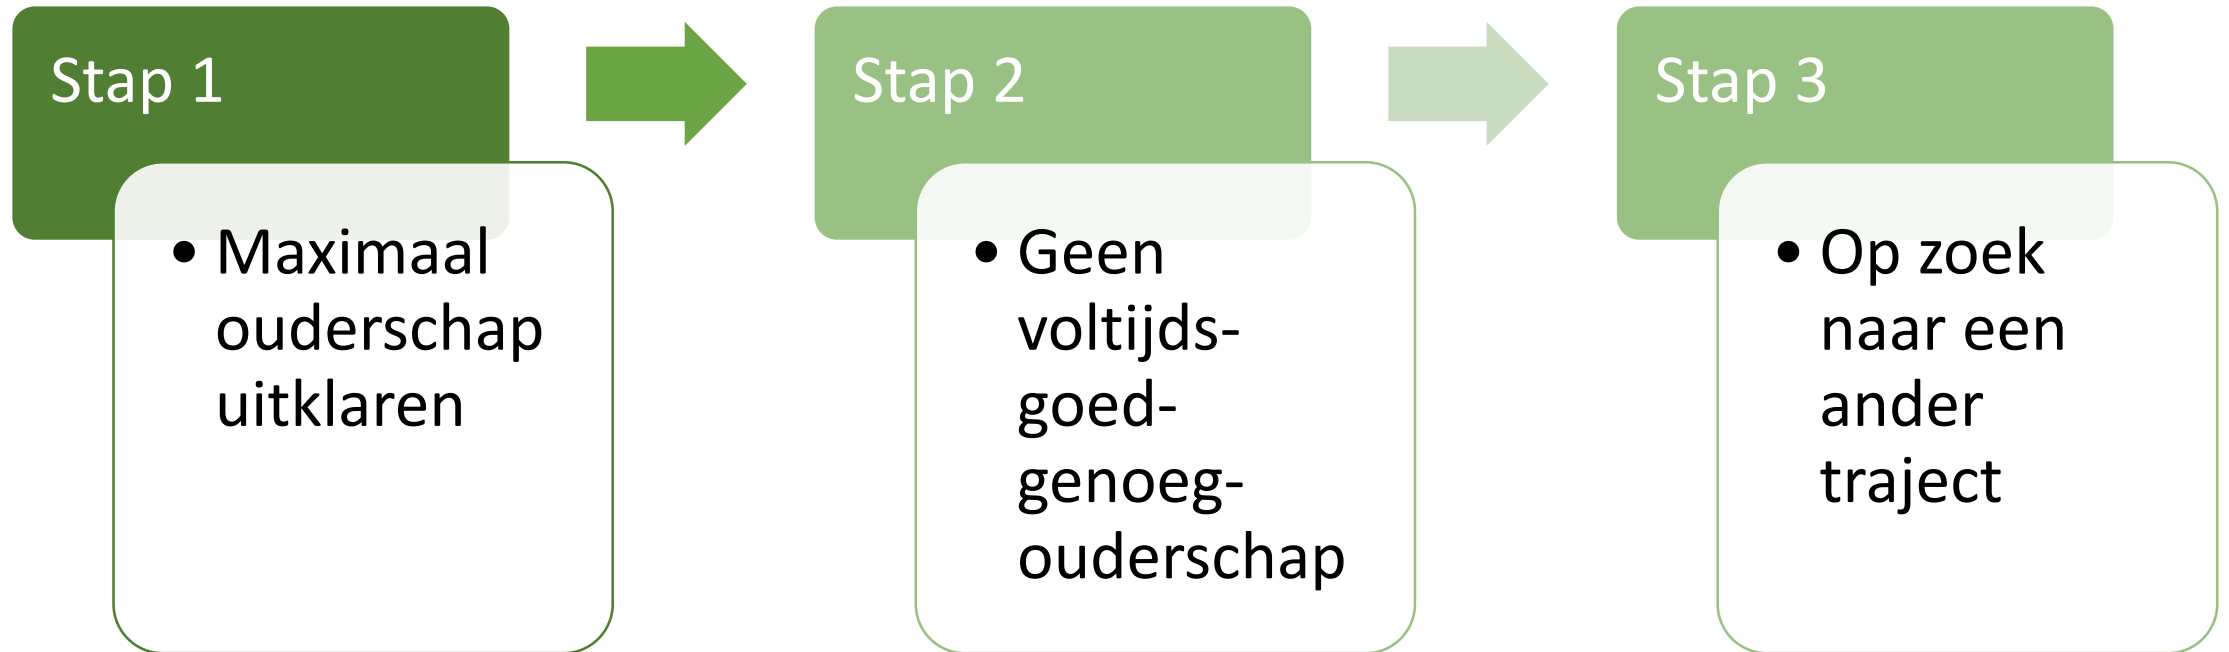 Stap 1
• Maximaal
ouderschap
uitklaren
Stap 2
• Geen
voltijds-
goed-
genoeg-
ouderschap
Stap 3
• Op zoek
naar een
ander
traject